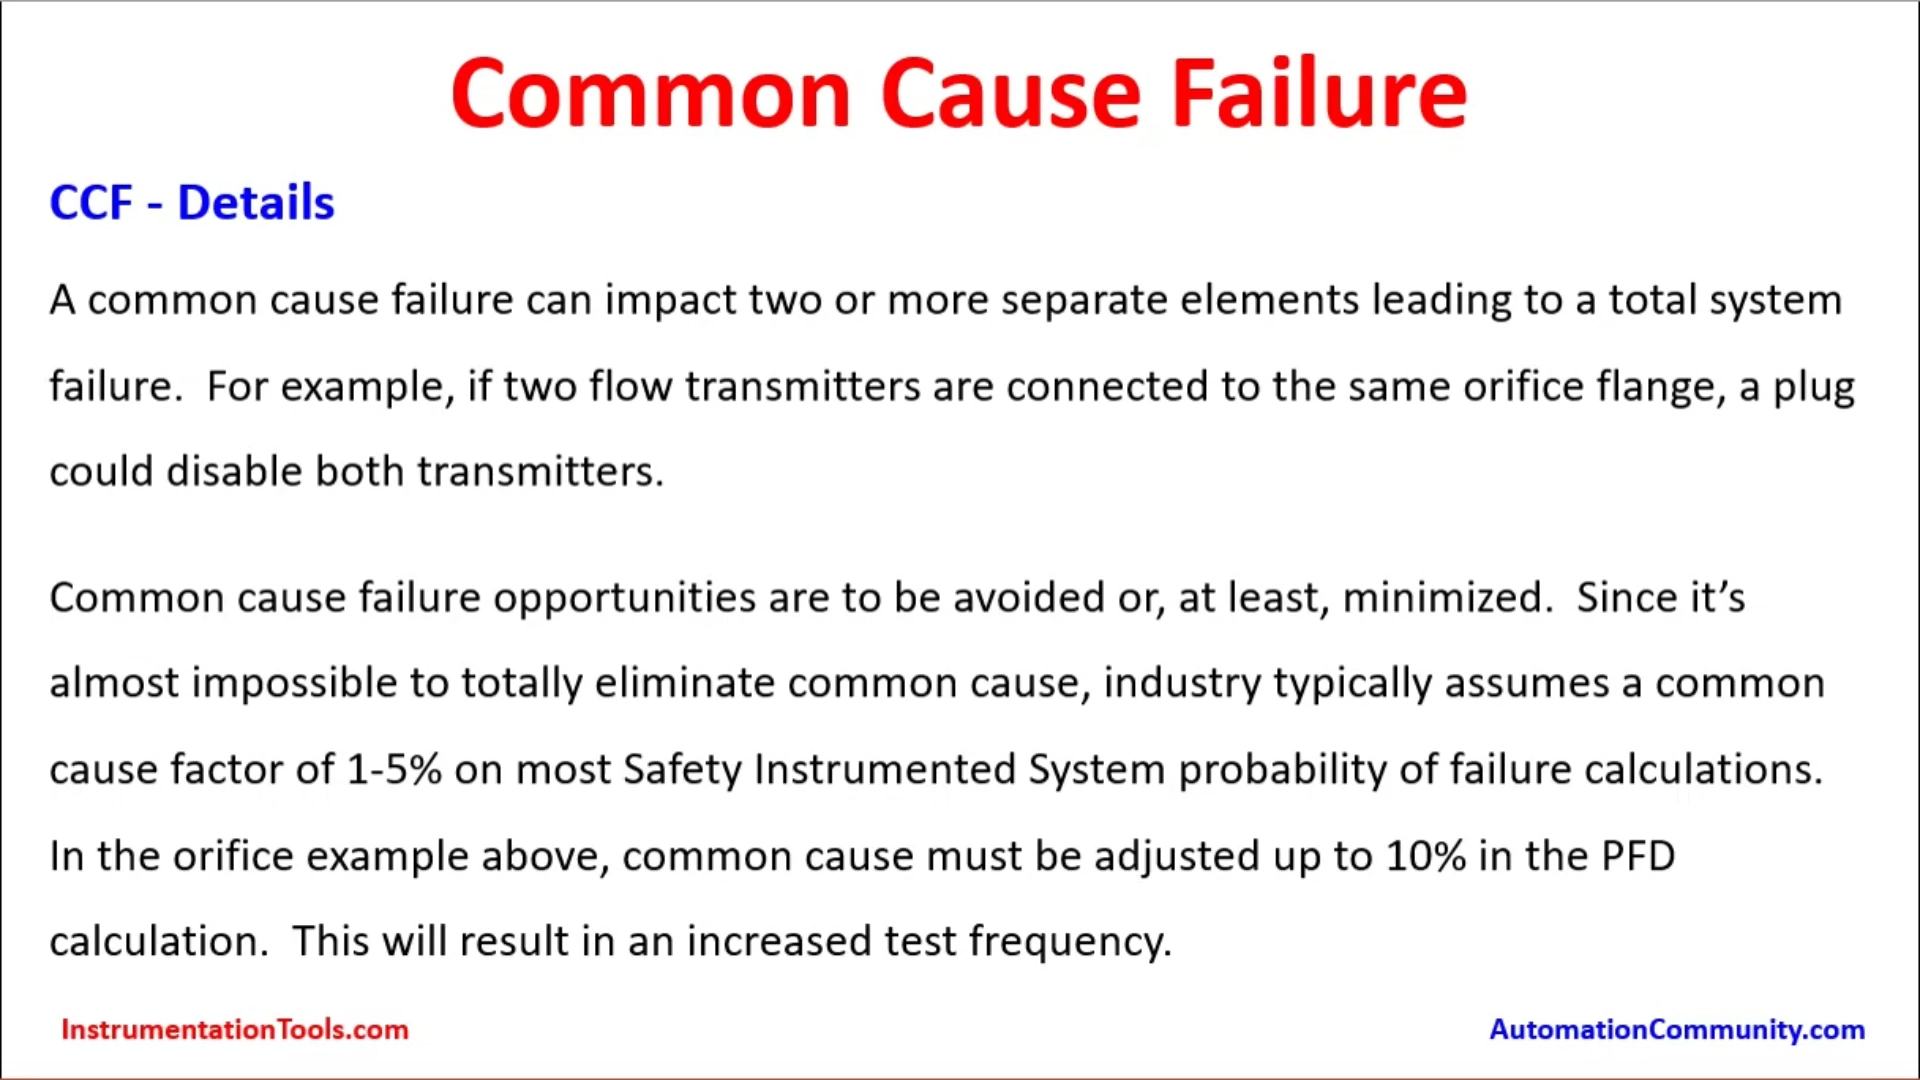 Common Cause Failure
CCF - Details
A common cause failure can impact two or more separate elements leading to a total system
failure.  For example, if two flow transmitters are connected to the same orifice flange, a plug
could disable both transmitters.
Common cause failure opportunities are to be avoided or, at least, minimized.  Since it’s
almost impossible to totally eliminate common cause, industry typically assumes a common
cause factor of 1-5% on most Safety Instrumented System probability of failure calculations.
In the orifice example above, common cause must be adjusted up to 10% in the PFD
calculation.  This will result in an increased test frequency.
InstrumentationTools.com
AutomationCommunity.com